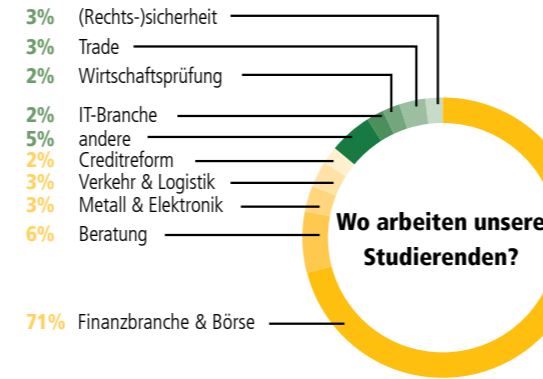 3% (Rechts-)sicherheit
3% Trade
2% Wirtschaftsprüfung
2% IT-Branche
5% andere
2% Creditreform
3% Verkehr & Logistik
3% Metall & Elektronik
6% Beratung
71% Finanzbranche & Börse
Wo arbeiten unsere
Studierenden?